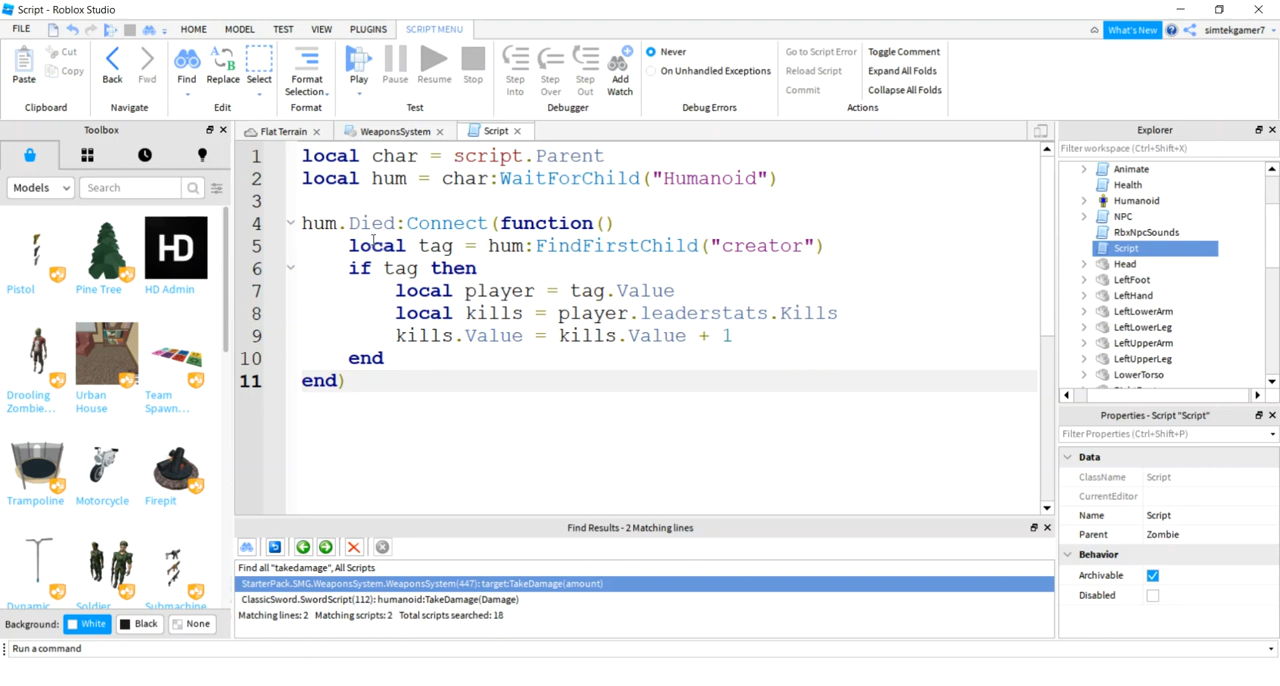 Script - Roblox Studio
FILE HOME MODEL TEST VIEW PLUGINS SCRIPT MENU What's New simtekgamer7
Paste Cut Copy Clipboard
Back Fwd Navigate
Find Replace Select Edit
Format Selection Format
Play Pause Resume Stop Test
Step Into Step Over Step Out Add Watch Debugger
Never
On Unhandled Exceptions
Debug Errors
Go to Script Error
Reload Script
Commit
Toggle Comment
Expand All Folds
Collapse All Folds
Actions
Toolbox
Models Search
Pistol Pine Tree HD Admin
HD
Drooling Zombie... Urban House Team Spawn...
Trampoline Motorcycle Firepit
Dynamic Soldier Submachine
Background: White Black None
Flat Terrain WeaponsSystem Script
1 local char = script.Parent
2 local hum = char:WaitForChild("Humanoid")
3
4 hum.Died:Connect(function()
5 local tag = hum:FindFirstChild("creator")
6 if tag then
7 local player = tag.Value
8 local kills = player.leaderstats.Kills
9 kills.Value = kills.Value + 1
10 end
11 end)
Find Results - 2 Matching lines
Find all "takedamage", All Scripts
StarterPack.SMG.WeaponsSystem.WeaponsSystem(447): target:TakeDamage(amount)
ClassicSword.SwordScript(112): humanoid:TakeDamage(Damage)
Matching lines: 2 Matching scripts: 2 Total scripts searched: 18
Explorer
Filter workspace (Ctrl+Shift+X)
Animate
Health
Humanoid
NPC
RbxNpcSounds
Script
Head
LeftFoot
LeftHand
LeftLowerArm
LeftLowerLeg
LeftUpperArm
LeftUpperLeg
LowerTorso
Properties - Script "Script"
Filter Properties (Ctrl+Shift+P)
Data
ClassName Script
CurrentEditor
Name Script
Parent Zombie
Behavior
Archivable
Disabled
Run a command